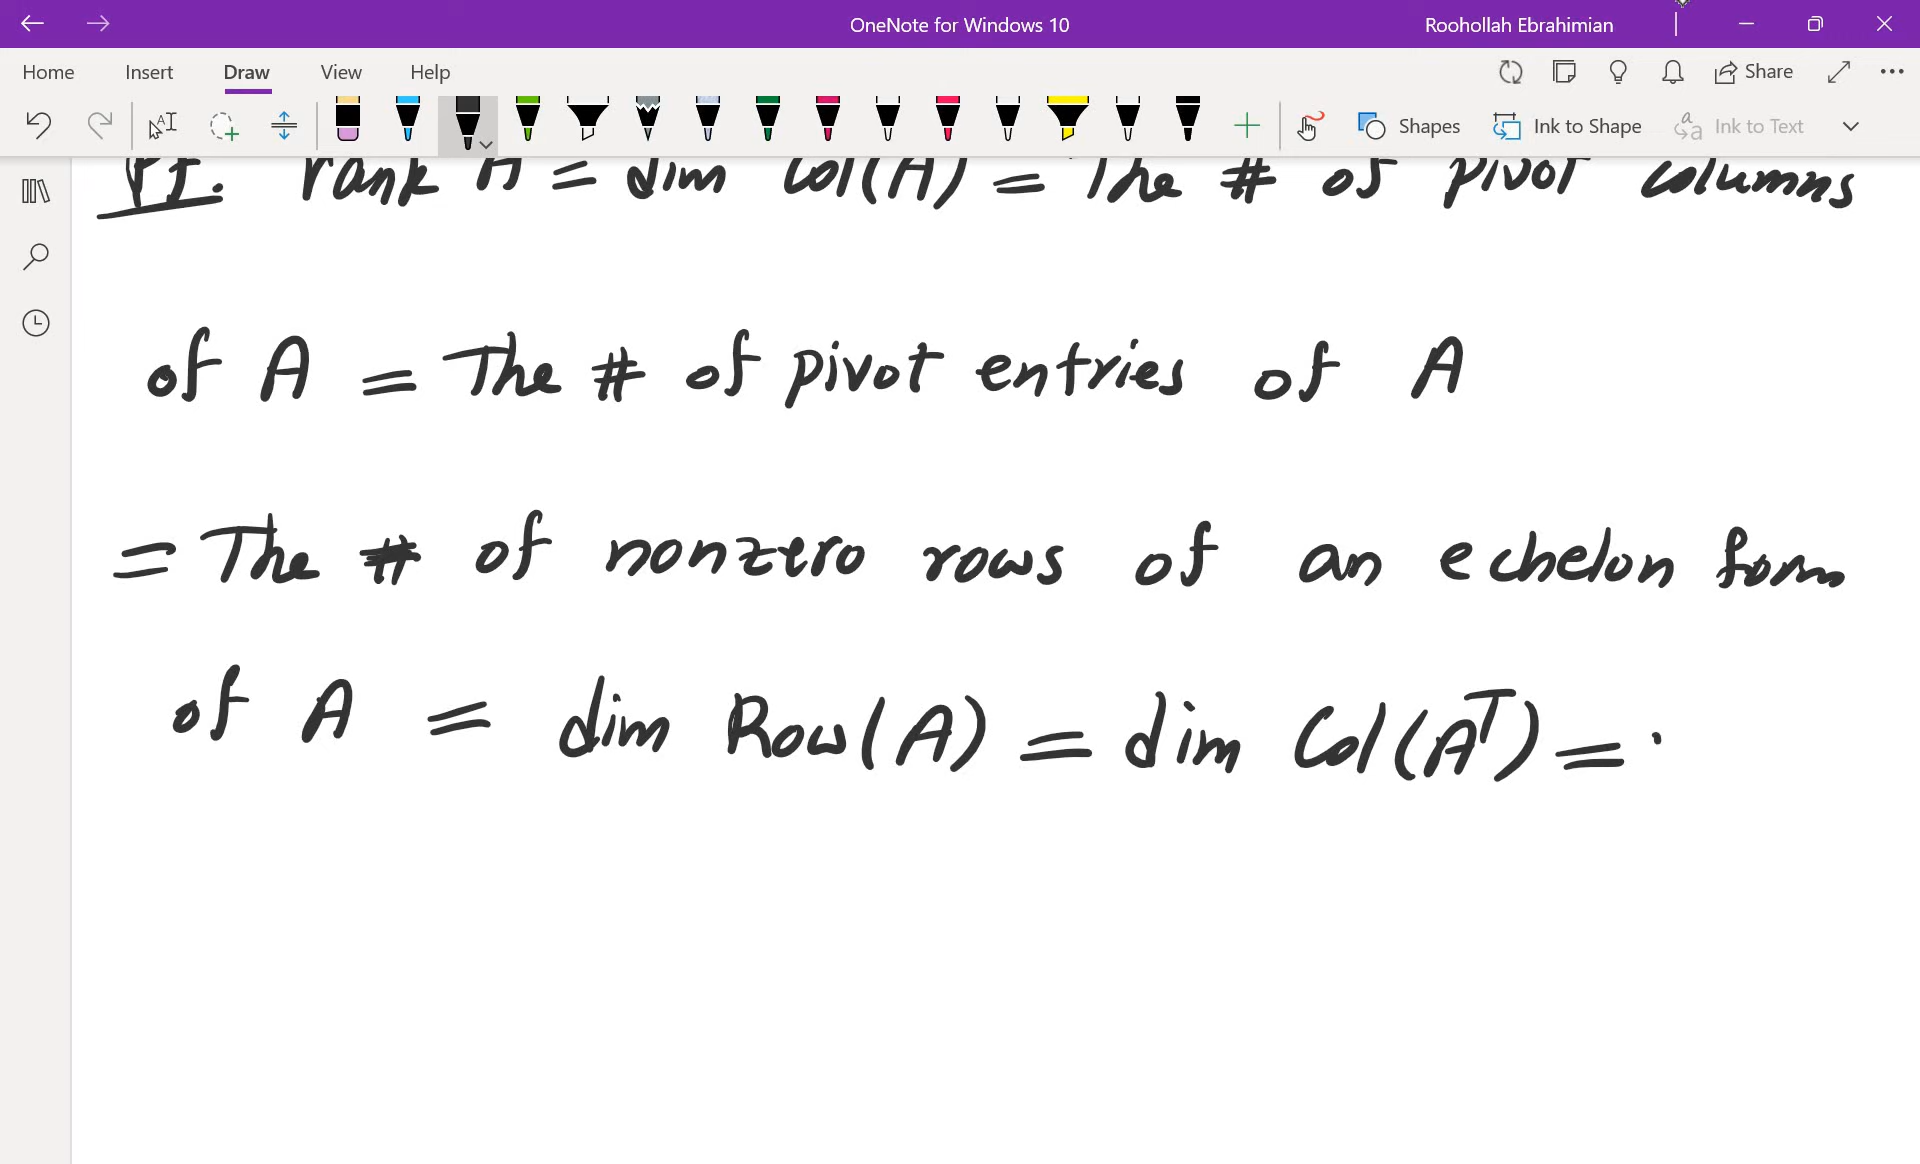 OneNote for Windows 10
Roohollah Ebrahimian
Home Insert Draw View Help
Share
Shapes Ink to Shape Ink to Text
Pf. rank A = dim Col(A) = The # of pivot columns
of A = The # of pivot entries of A
= The # of nonzero rows of an echelon form
of A = dim Row(A) = dim Col(Aᵀ) =